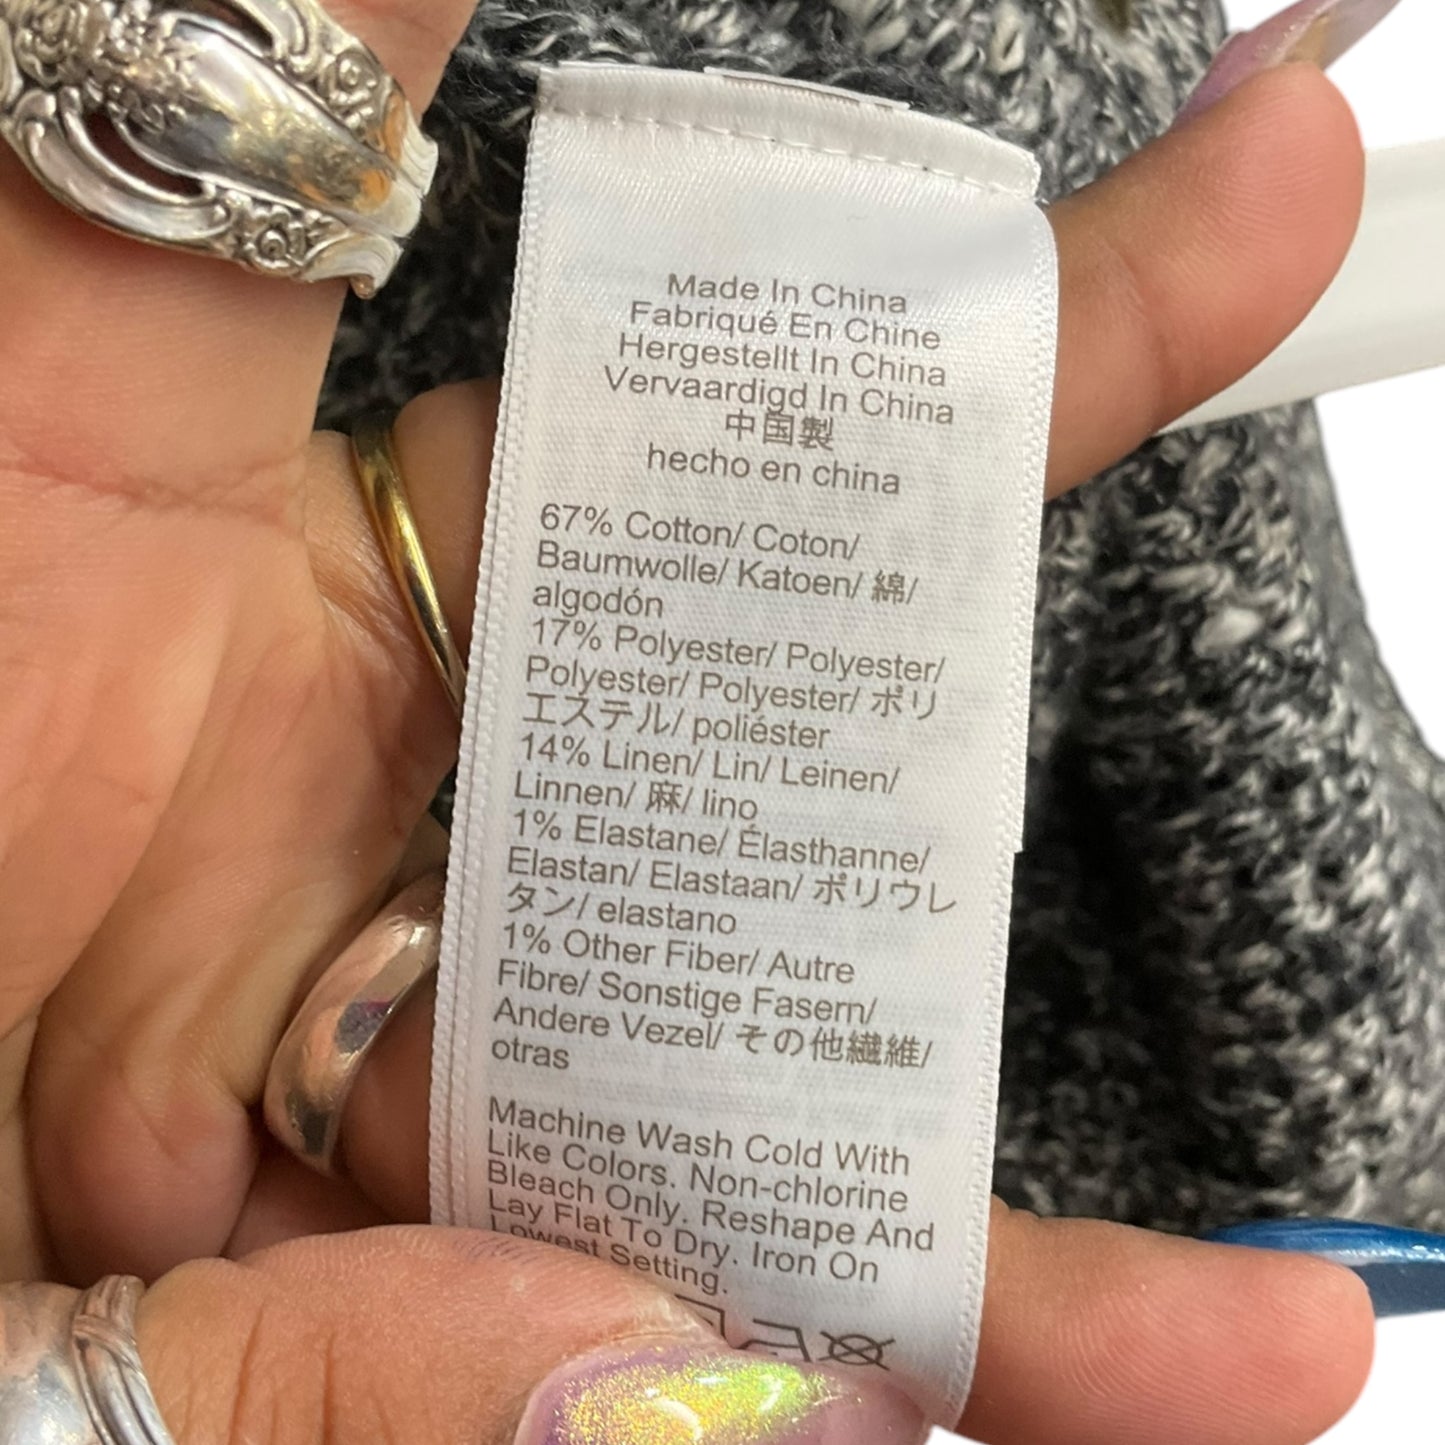 Made In China
Fabriqué En Chine
Hergestellt In China
Vervaardigd In China
中国製
hecho en china
67% Cotton/ Coton/
Baumwolle/ Katoen/ 綿/
algodón
17% Polyester/ Polyester/
Polyester/ Polyester/ ポリ
エステル/ poliéster
14% Linen/ Lin/ Leinen/
Linnen/ 麻/ lino
1% Elastane/ Élasthanne/
Elastan/ Elastaan/ ポリウレ
タン/ elastano
1% Other Fiber/ Autre
Fibre/ Sonstige Fasern/
Andere Vezel/ その他繊維/
otras
Machine Wash Cold With
Like Colors. Non-chlorine
Bleach Only. Reshape And
Lay Flat To Dry. Iron On
Lowest Setting.